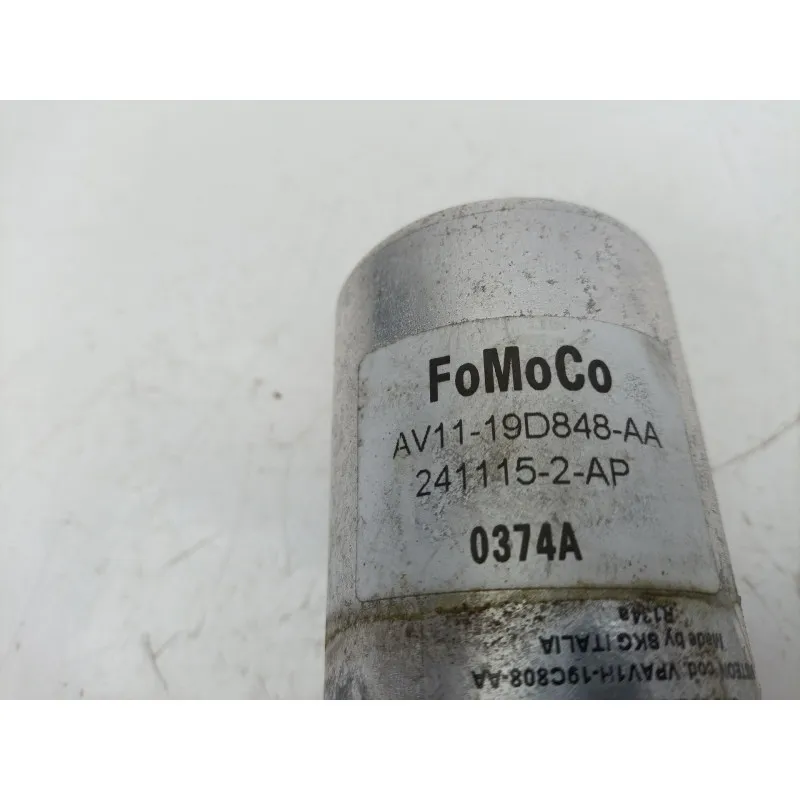 FoMoCo
AV11-19D848-AA
241115-2-AP
0374A
cod. VPAV1H-19C808-AA
Made by SKG ITALIA
R134a